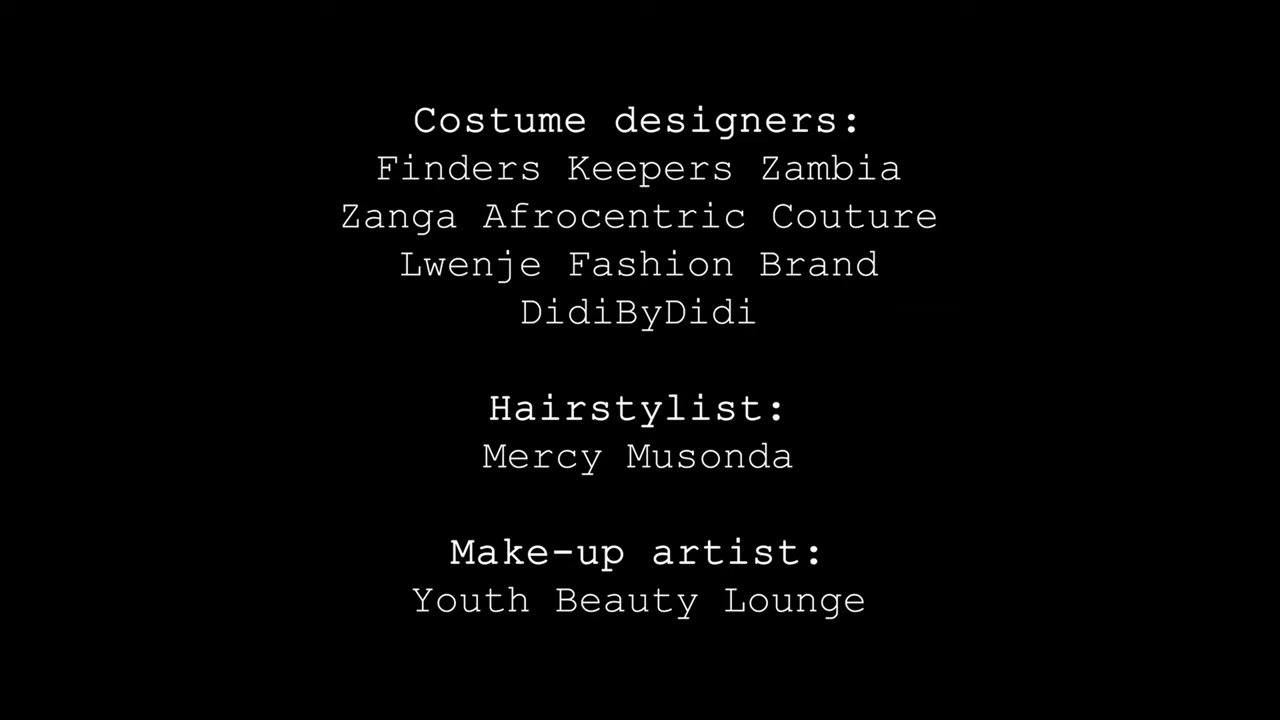 Costume designers:
Finders Keepers Zambia
Zanga Afrocentric Couture
Lwenje Fashion Brand
DidiByDidi
Hairstylist:
Mercy Musonda
Make-up artist:
Youth Beauty Lounge